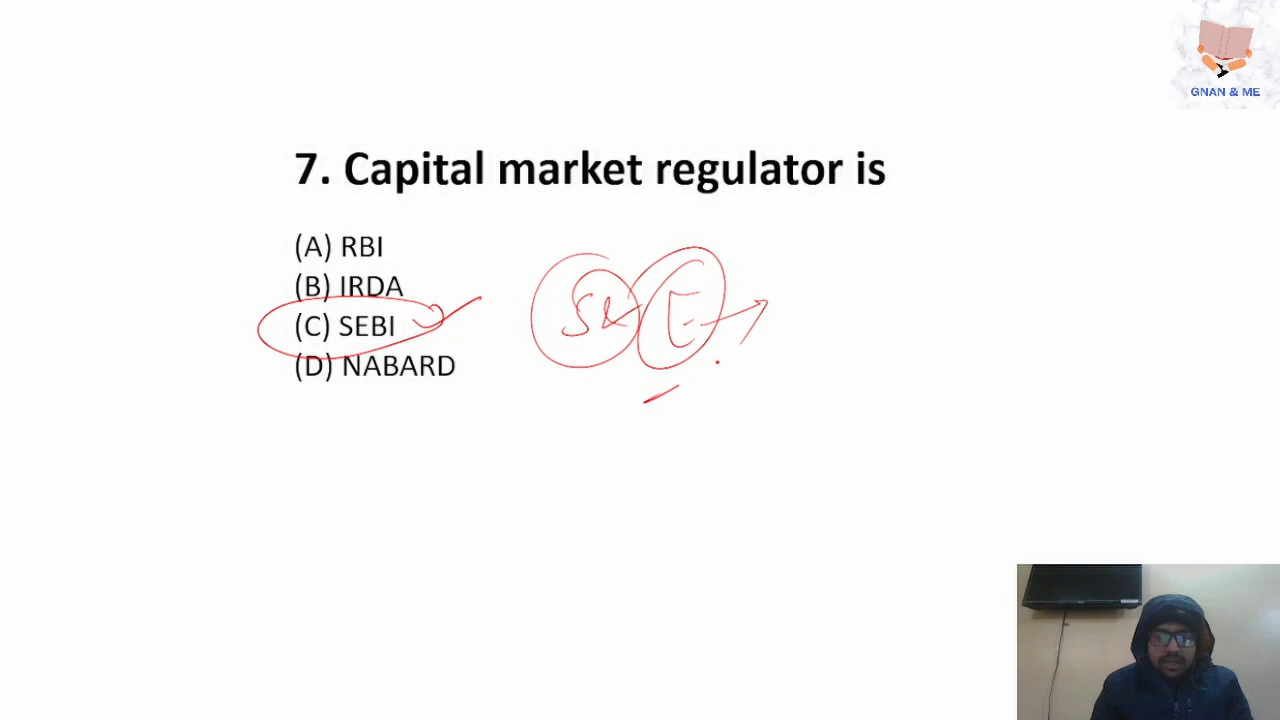 GNAN & ME
7. Capital market regulator is
(A) RBI
(B) IRDA
(C) SEBI
(D) NABARD